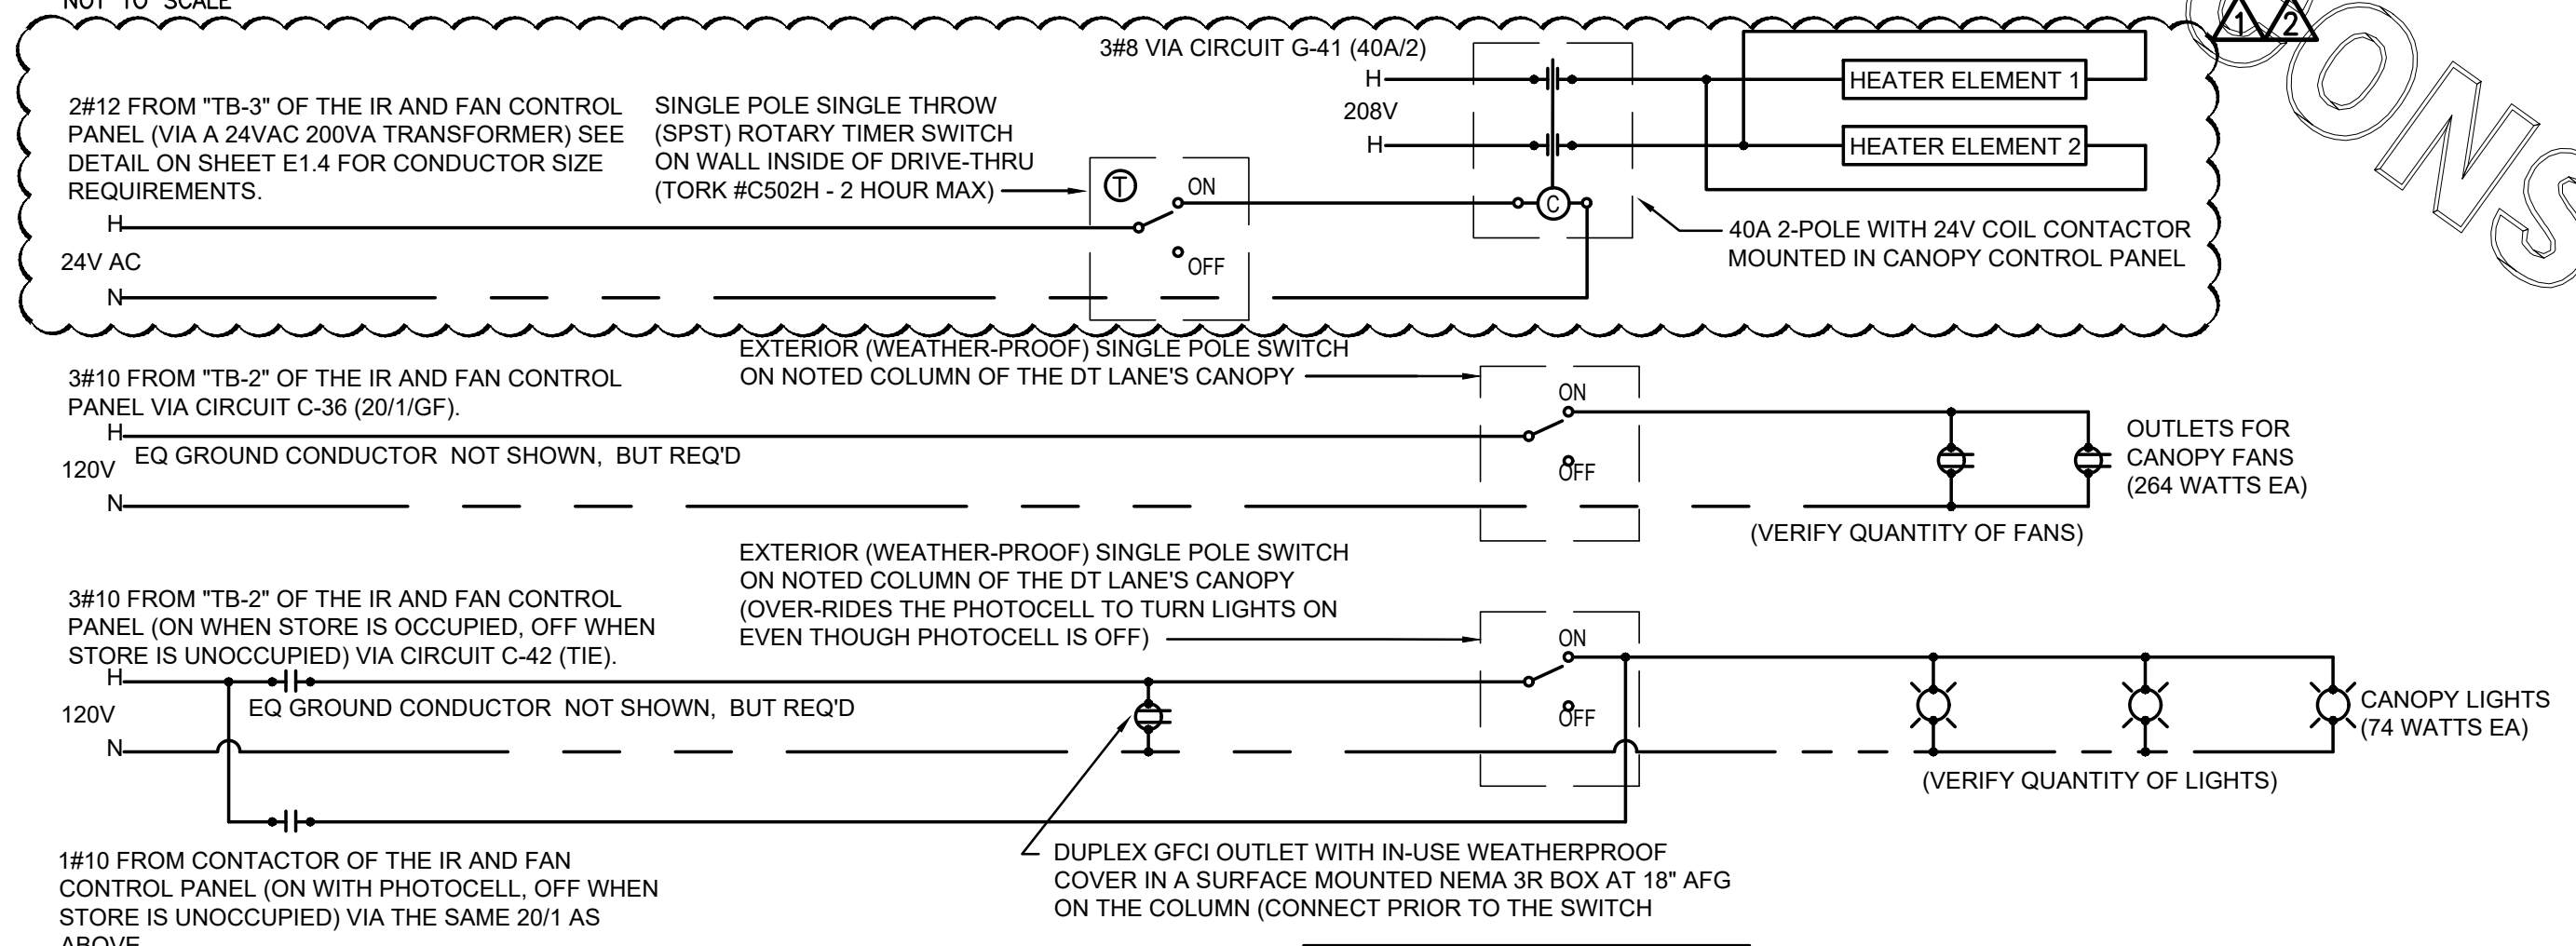 NOT TO SCALE
1 2
CONS
3#8 VIA CIRCUIT G-41 (40A/2)
H
208V
H
HEATER ELEMENT 1
HEATER ELEMENT 2
2#12 FROM "TB-3" OF THE IR AND FAN CONTROL
PANEL (VIA A 24VAC 200VA TRANSFORMER) SEE
DETAIL ON SHEET E1.4 FOR CONDUCTOR SIZE
REQUIREMENTS.
SINGLE POLE SINGLE THROW
(SPST) ROTARY TIMER SWITCH
ON WALL INSIDE OF DRIVE-THRU
(TORK #C502H - 2 HOUR MAX)
T
ON
OFF
C
H
24V AC
N
40A 2-POLE WITH 24V COIL CONTACTOR
MOUNTED IN CANOPY CONTROL PANEL
EXTERIOR (WEATHER-PROOF) SINGLE POLE SWITCH
ON NOTED COLUMN OF THE DT LANE'S CANOPY
3#10 FROM "TB-2" OF THE IR AND FAN CONTROL
PANEL VIA CIRCUIT C-36 (20/1/GF).
H
EQ GROUND CONDUCTOR NOT SHOWN, BUT REQ'D
120V
N
ON
OFF
OUTLETS FOR
CANOPY FANS
(264 WATTS EA)
(VERIFY QUANTITY OF FANS)
EXTERIOR (WEATHER-PROOF) SINGLE POLE SWITCH
ON NOTED COLUMN OF THE DT LANE'S CANOPY
(OVER-RIDES THE PHOTOCELL TO TURN LIGHTS ON
EVEN THOUGH PHOTOCELL IS OFF)
3#10 FROM "TB-2" OF THE IR AND FAN CONTROL
PANEL (ON WHEN STORE IS OCCUPIED, OFF WHEN
STORE IS UNOCCUPIED) VIA CIRCUIT C-42 (TIE).
H
EQ GROUND CONDUCTOR NOT SHOWN, BUT REQ'D
120V
N
ON
OFF
CANOPY LIGHTS
(74 WATTS EA)
(VERIFY QUANTITY OF LIGHTS)
1#10 FROM CONTACTOR OF THE IR AND FAN
CONTROL PANEL (ON WITH PHOTOCELL, OFF WHEN
STORE IS UNOCCUPIED) VIA THE SAME 20/1 AS
ABOVE
DUPLEX GFCI OUTLET WITH IN-USE WEATHERPROOF
COVER IN A SURFACE MOUNTED NEMA 3R BOX AT 18" AFG
ON THE COLUMN (CONNECT PRIOR TO THE SWITCH